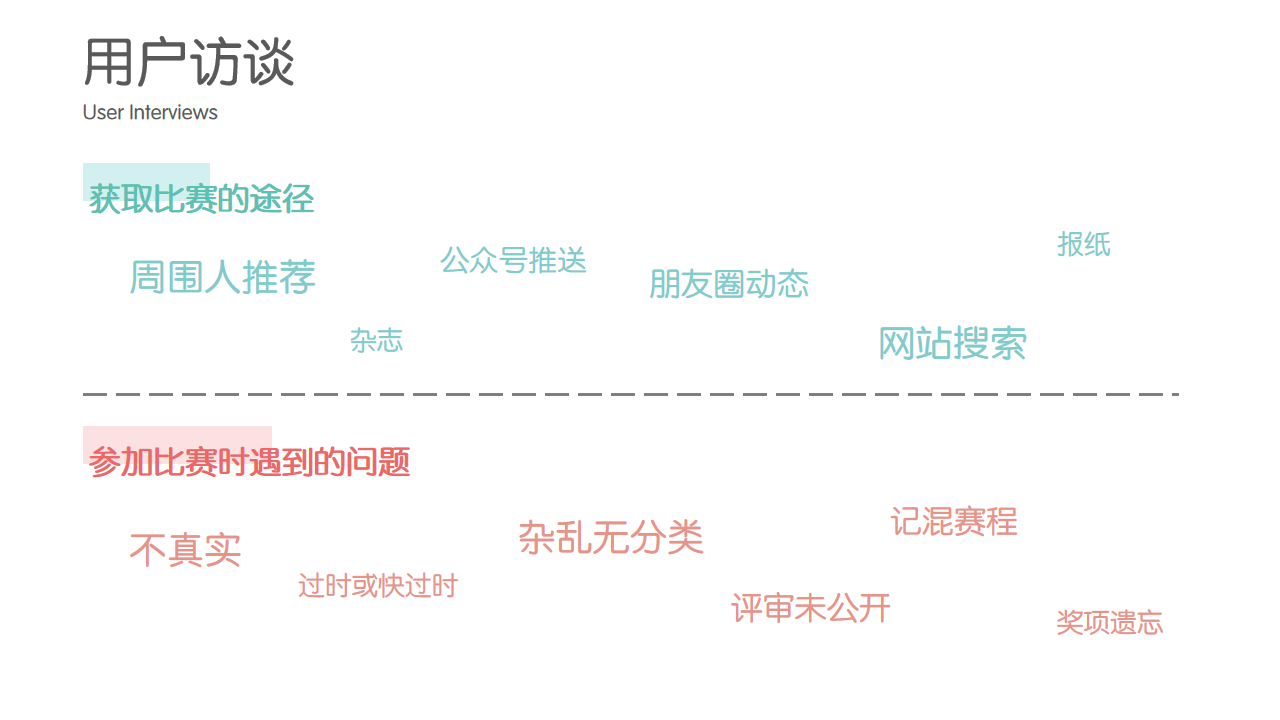 用户访谈
User Interviews
获取比赛的途径
周围人推荐
公众号推送
朋友圈动态
报纸
杂志
网站搜索
参加比赛时遇到的问题
不真实
过时或快过时
杂乱无分类
记混赛程
评审未公开
奖项遗忘